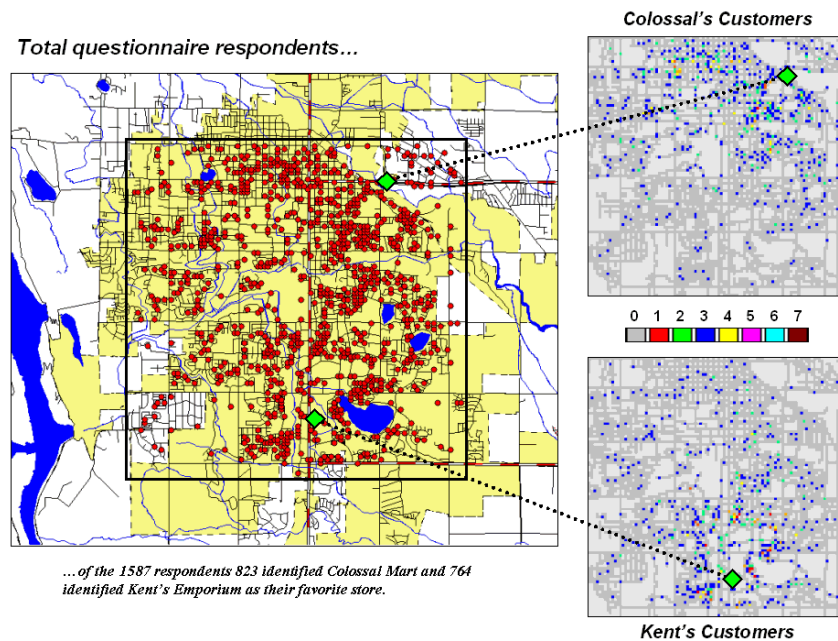 Colossal's Customers
Total questionnaire respondents…
0 1 2 3 4 5 6 7
…of the 1587 respondents 823 identified Colossal Mart and 764
identified Kent's Emporium as their favorite store.
Kent's Customers